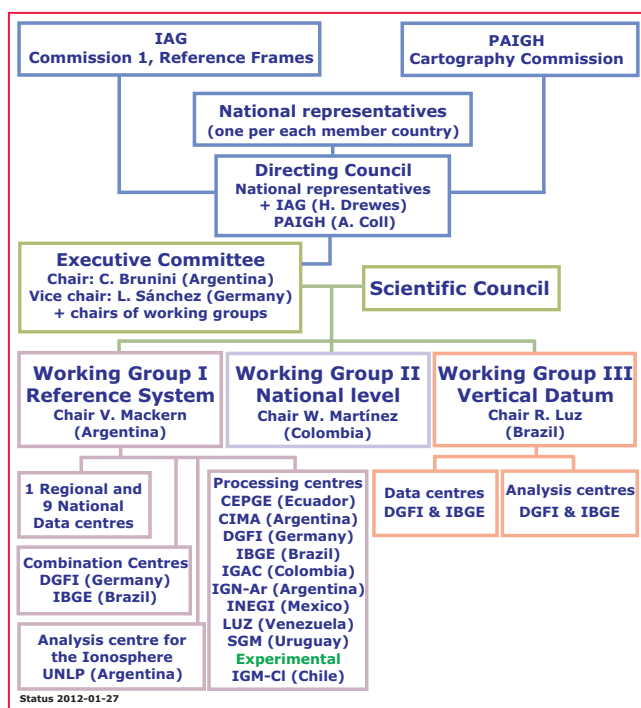 IAG
Commission 1, Reference Frames
PAIGH
Cartography Commission
National representatives
(one per each member country)
Directing Council
National representatives
+ IAG (H. Drewes)
PAIGH (A. Coll)
Executive Committee
Chair: C. Brunini (Argentina)
Vice chair: L. Sánchez (Germany)
+ chairs of working groups
Scientific Council
Working Group I
Reference System
Chair V. Mackern
(Argentina)
Working Group II
National level
Chair W. Martínez
(Colombia)
Working Group III
Vertical Datum
Chair R. Luz
(Brazil)
1 Regional and
9 National
Data centres
Combination Centres
DGFI (Germany)
IBGE (Brazil)
Analysis centre for
the Ionosphere
UNLP (Argentina)
Processing centres
CEPGE (Ecuador)
CIMA (Argentina)
DGFI (Germany)
IBGE (Brazil)
IGAC (Colombia)
IGN-Ar (Argentina)
INEGI (Mexico)
LUZ (Venezuela)
SGM (Uruguay)
Experimental
IGM-Cl (Chile)
Data centres
DGFI & IBGE
Analysis centres
DGFI & IBGE
Status 2012-01-27